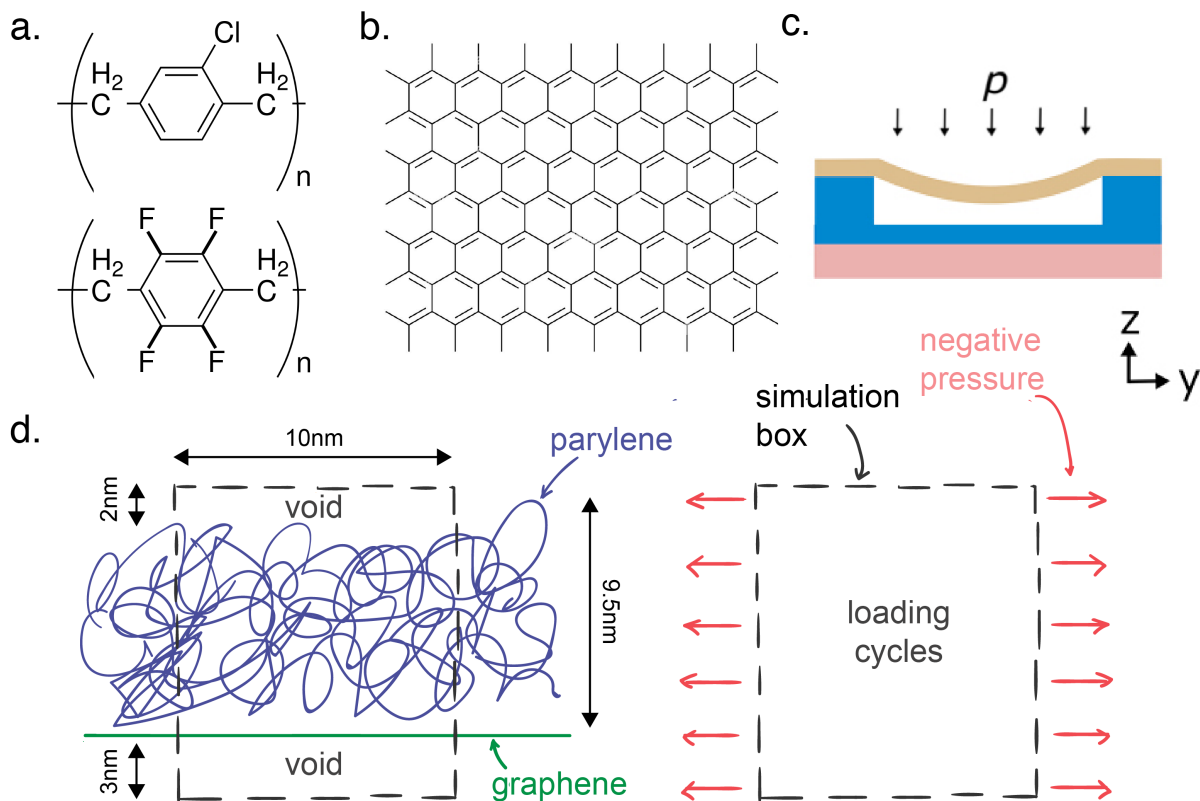 a.
Cl
H2
C
H2
C
n
F
F
H2
C
H2
C
F
F
n
b.
c.
p
z
y
d.
10nm
2nm
void
parylene
9.5nm
3nm
void
graphene
simulation
box
negative
pressure
loading
cycles